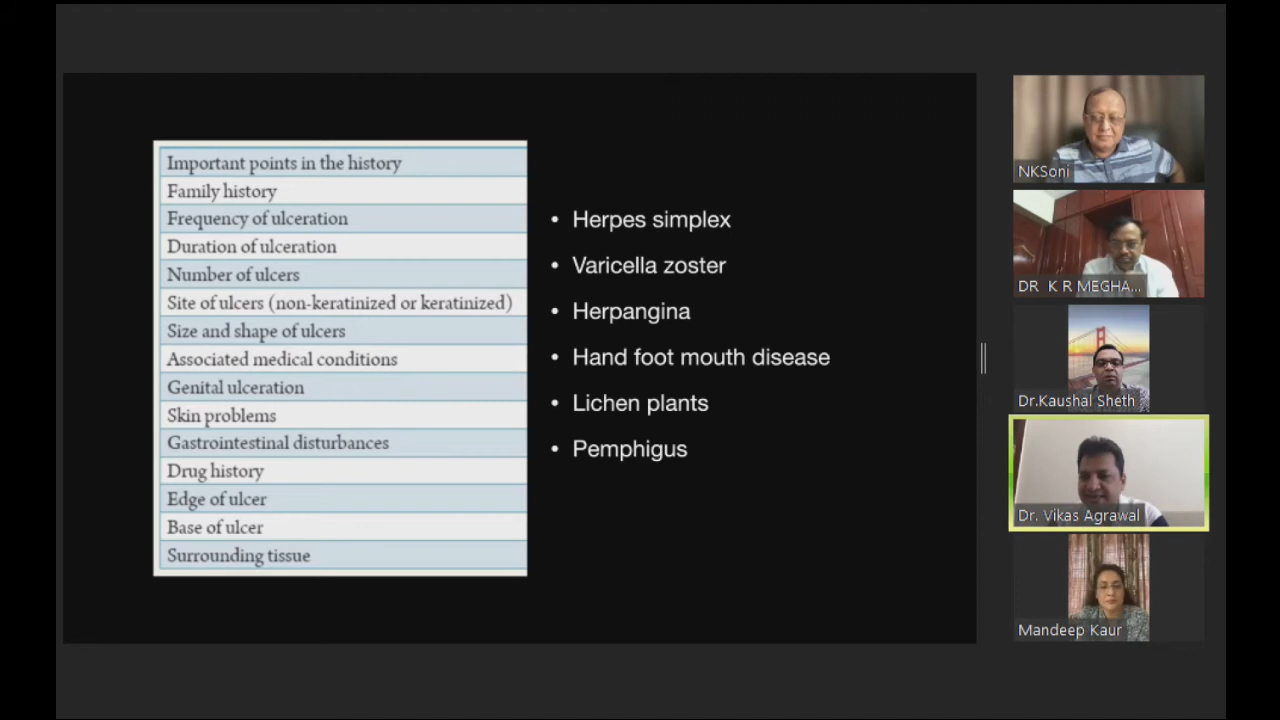 Important points in the history
Family history
Frequency of ulceration
Duration of ulceration
Number of ulcers
Site of ulcers (non-keratinized or keratinized)
Size and shape of ulcers
Associated medical conditions
Genital ulceration
Skin problems
Gastrointestinal disturbances
Drug history
Edge of ulcer
Base of ulcer
Surrounding tissue
• Herpes simplex
• Varicella zoster
• Herpangina
• Hand foot mouth disease
• Lichen plants
• Pemphigus
NKSoni
DR K R MEGHA...
Dr.Kaushal Sheth
Dr. Vikas Agrawal
Mandeep Kaur